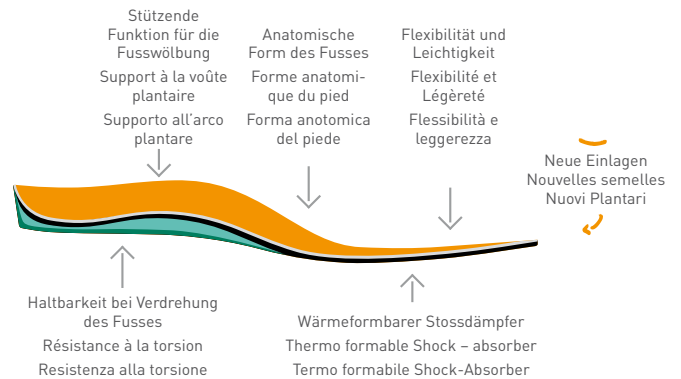 Stützende
Funktion für die
Fusswölbung
Support à la voûte
plantaire
Supporto all'arco
plantare
Anatomische
Form des Fusses
Forme anatomi-
que du pied
Forma anotomica
del piede
Flexibilität und
Leichtigkeit
Flexibilité et
Légèreté
Flessibilità e
leggerezza
Neue Einlagen
Nouvelles semelles
Nuovi Plantari
Haltbarkeit bei Verdrehung
des Fusses
Résistance à la torsion
Resistenza alla torsione
Wärmeformbarer Stossdämpfer
Thermo formable Shock – absorber
Termo formabile Shock-Absorber